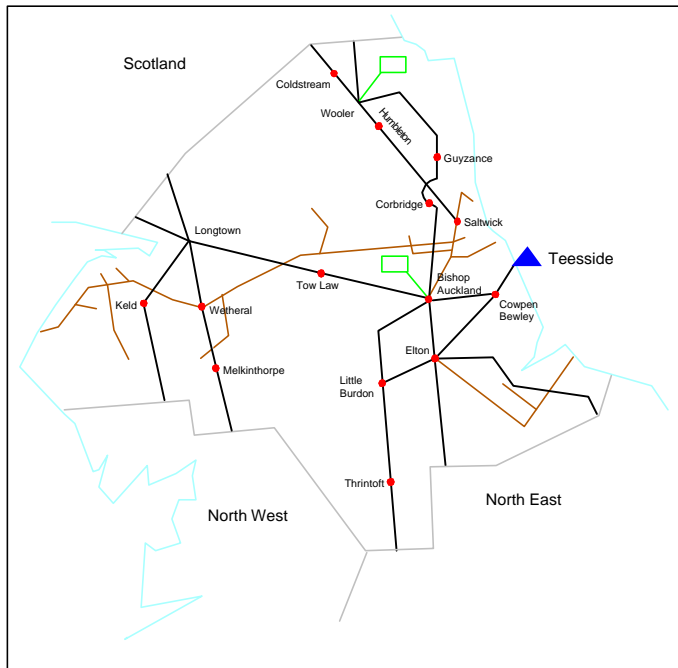 Scotland
Coldstream
Wooler
Humbleton
Guyzance
Corbridge
Saltwick
Longtown
Teesside
Tow Law
Bishop
Auckland
Keld
Wetheral
Cowpen
Bewley
Elton
Melkinthorpe
Little
Burdon
Thrintoft
North East
North West